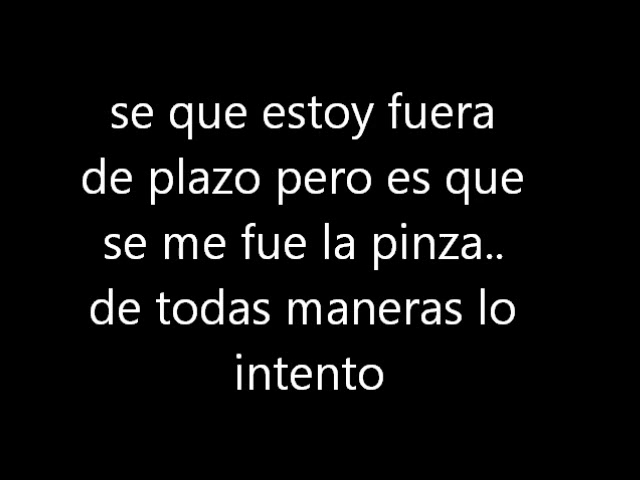 se que estoy fuera
de plazo pero es que
se me fue la pinza..
de todas maneras lo
intento